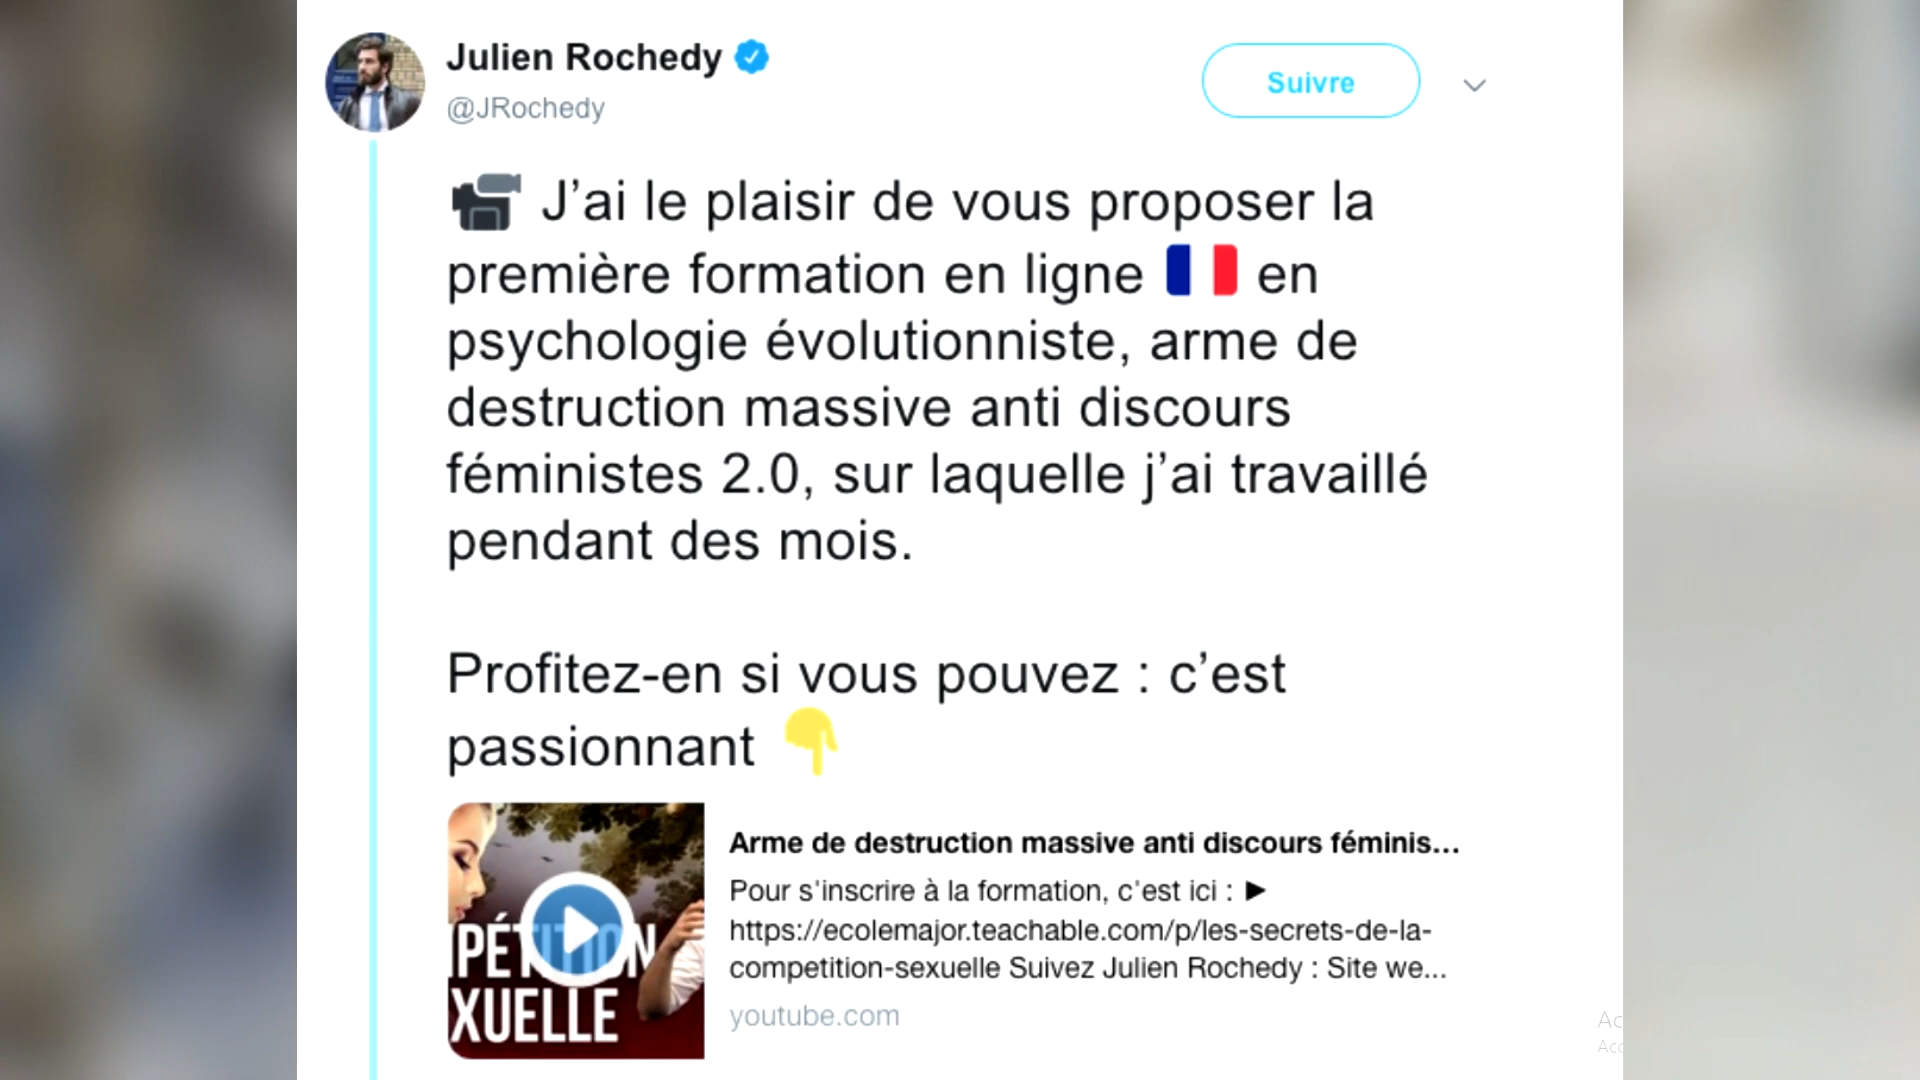 Julien Rochedy
@JRochedy
Suivre
J’ai le plaisir de vous proposer la
première formation en ligne 🇫🇷 en
psychologie évolutionniste, arme de
destruction massive anti discours
féministes 2.0, sur laquelle j’ai travaillé
pendant des mois.
Profitez-en si vous pouvez : c’est
passionnant 👇
PÉTITION
XUELLE
Arme de destruction massive anti discours féminis...
Pour s'inscrire à la formation, c'est ici : ►
https://ecolemajor.teachable.com/p/les-secrets-de-la-
competition-sexuelle Suivez Julien Rochedy : Site we...
youtube.com
Ac
Acc